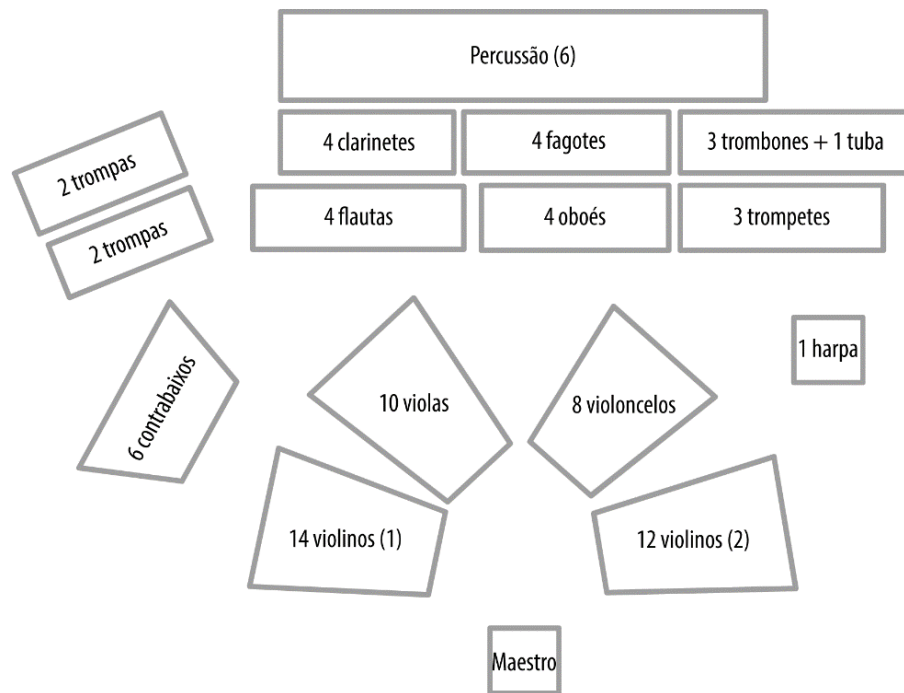 Percussão (6)
4 clarinetes
4 fagotes
3 trombones + 1 tuba
2 trompas
2 trompas
4 flautas
4 oboés
3 trompetes
6 contrabaixos
10 violas
8 violoncelos
1 harpa
14 violinos (1)
12 violinos (2)
Maestro